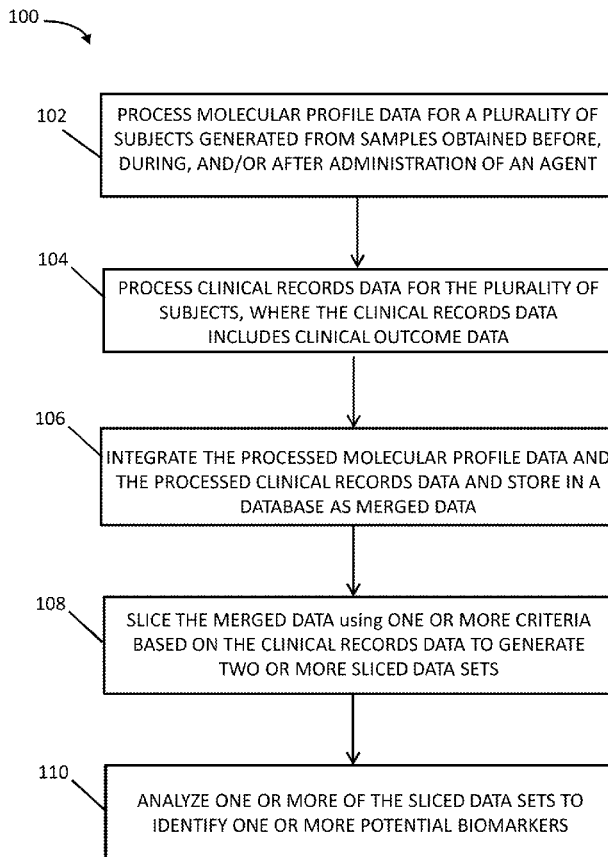 100
102
PROCESS MOLECULAR PROFILE DATA FOR A PLURALITY OF
SUBJECTS GENERATED FROM SAMPLES OBTAINED BEFORE,
DURING, AND/OR AFTER ADMINISTRATION OF AN AGENT
104
PROCESS CLINICAL RECORDS DATA FOR THE PLURALITY OF
SUBJECTS, WHERE THE CLINICAL RECORDS DATA
INCLUDES CLINICAL OUTCOME DATA
106
INTEGRATE THE PROCESSED MOLECULAR PROFILE DATA AND
THE PROCESSED CLINICAL RECORDS DATA AND STORE IN A
DATABASE AS MERGED DATA
108
SLICE THE MERGED DATA using ONE OR MORE CRITERIA
BASED ON THE CLINICAL RECORDS DATA TO GENERATE
TWO OR MORE SLICED DATA SETS
110
ANALYZE ONE OR MORE OF THE SLICED DATA SETS TO
IDENTIFY ONE OR MORE POTENTIAL BIOMARKERS